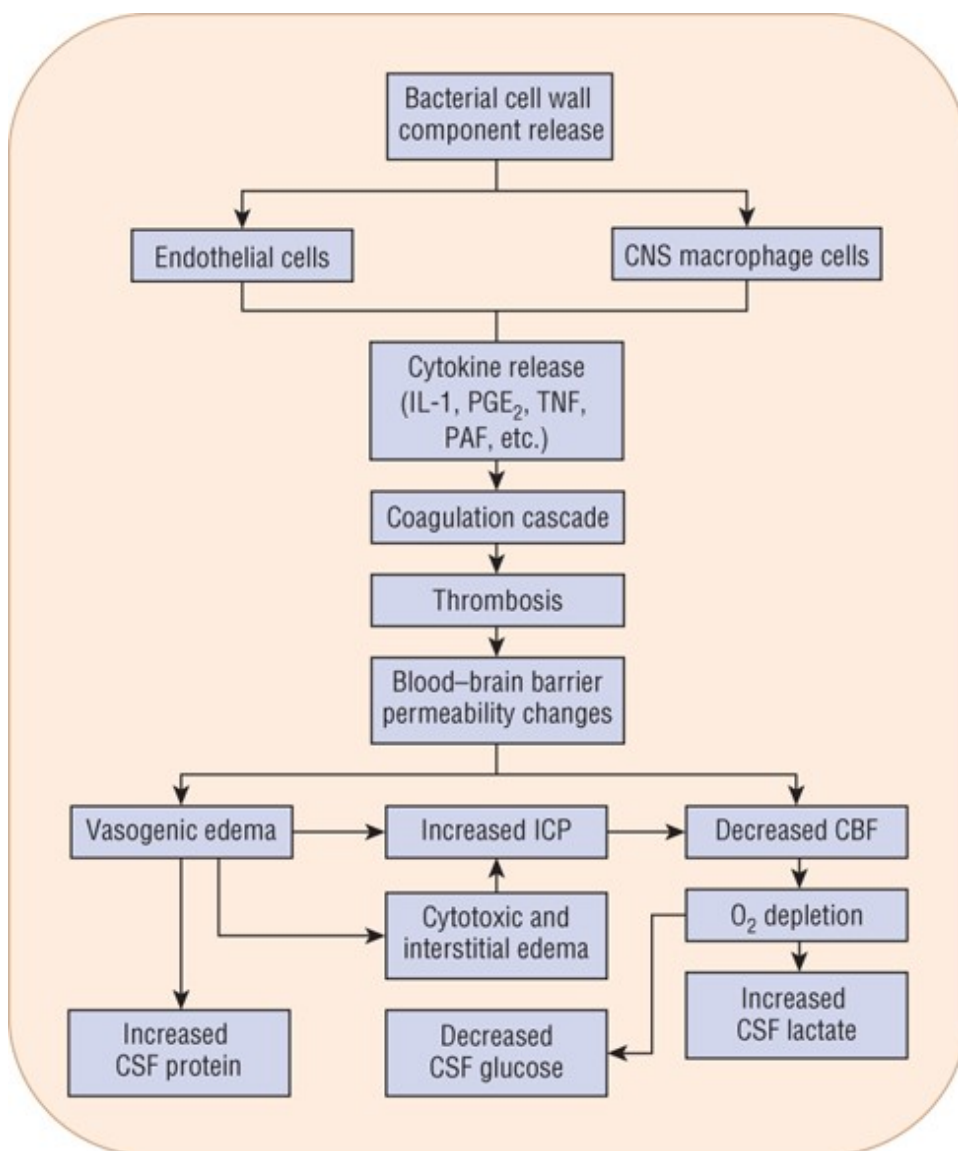 Bacterial cell wall
component release
Endothelial cells
CNS macrophage cells
Cytokine release
(IL-1, PGE₂, TNF,
PAF, etc.)
Coagulation cascade
Thrombosis
Blood–brain barrier
permeability changes
Vasogenic edema
Increased ICP
Decreased CBF
Cytotoxic and
interstitial edema
O₂ depletion
Increased
CSF protein
Decreased
CSF glucose
Increased
CSF lactate